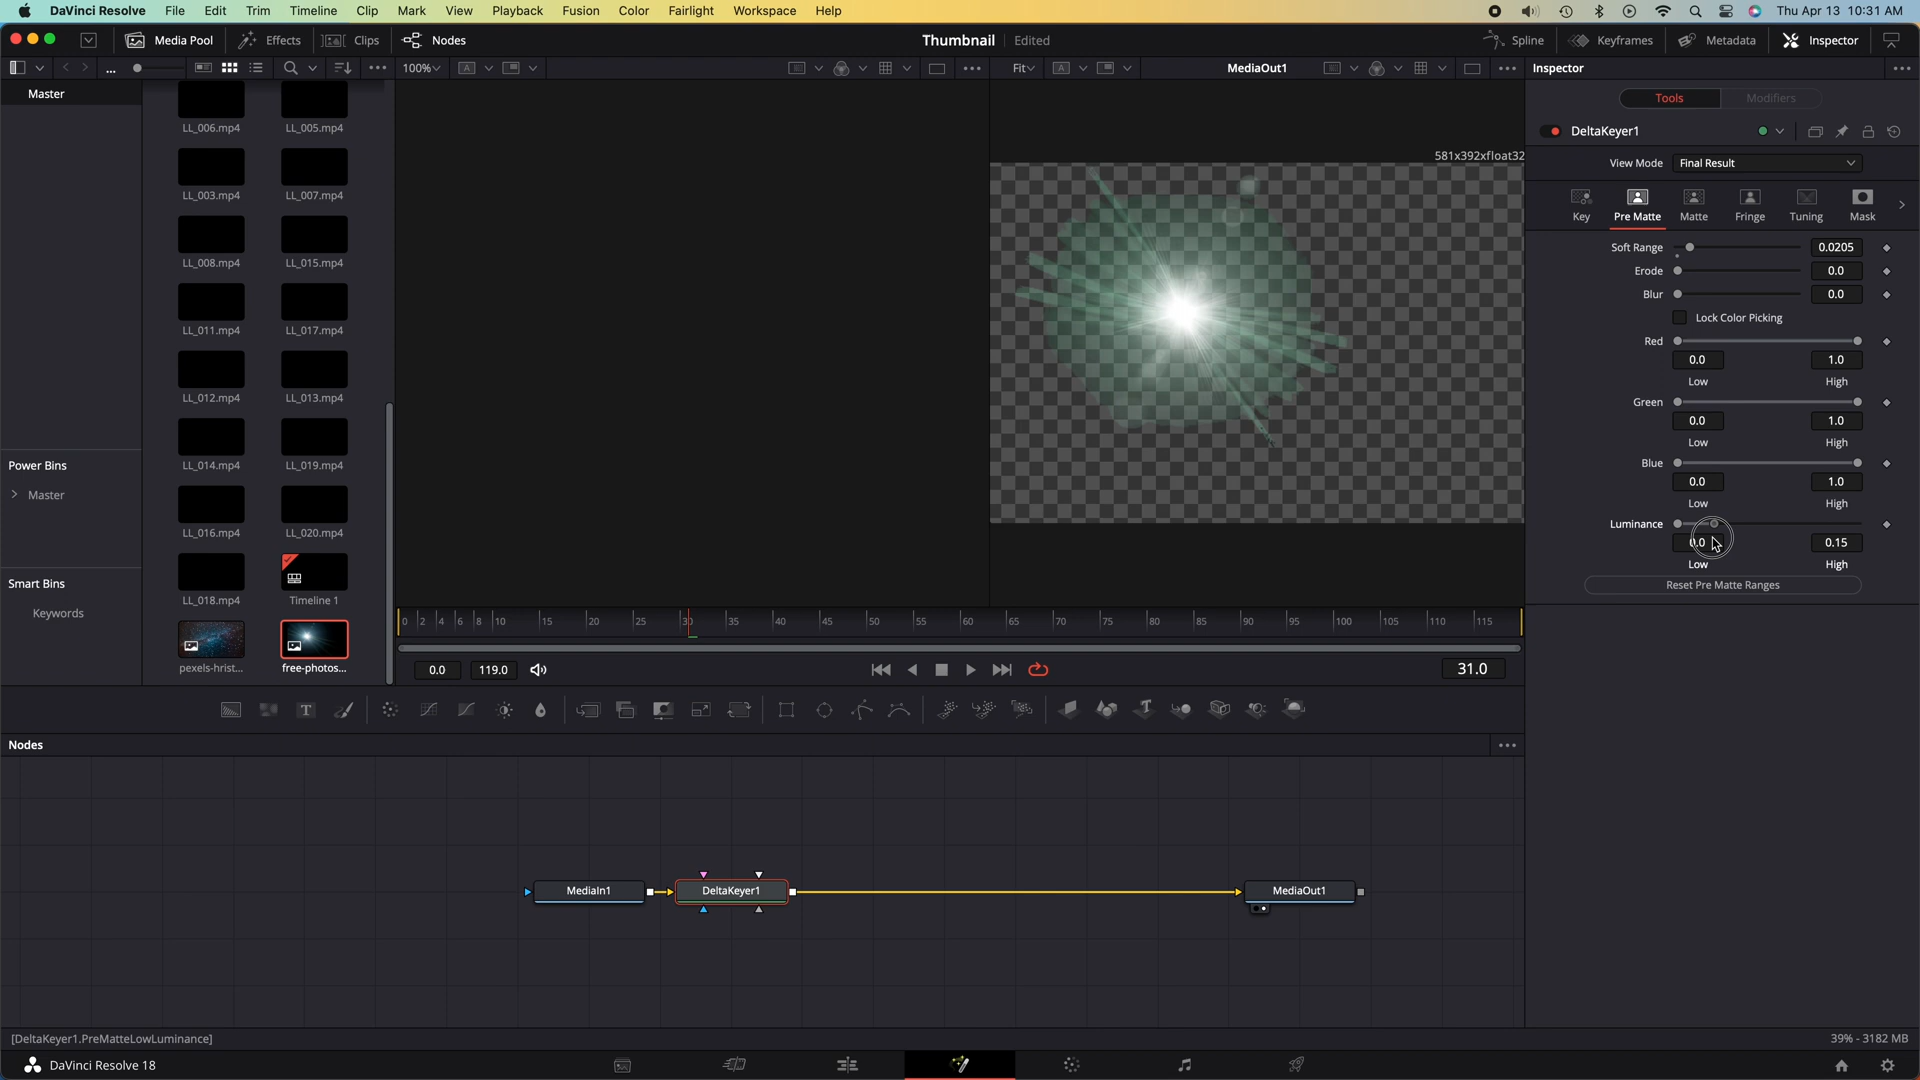 DaVinci Resolve File Edit Trim Timeline Clip Mark View Playback Fusion Color Fairlight Workspace Help Thu Apr 13 10:31 AM
Media Pool Effects Clips Nodes Thumbnail Edited Spline Keyframes Metadata Inspector
... 100% A Fit A MediaOut1 Inspector
Master
Tools Modifiers
LL_006.mp4 LL_005.mp4
DeltaKeyer1
581x392xfloat32
View Mode Final Result
LL_003.mp4 LL_007.mp4
Key Pre Matte Matte Fringe Tuning Mask
Soft Range 0.0205
LL_008.mp4 LL_015.mp4
Erode 0.0
Blur 0.0
Lock Color Picking
LL_011.mp4 LL_017.mp4
Red
0.0 1.0
Low High
LL_012.mp4 LL_013.mp4
Green
0.0 1.0
Low High
Power Bins
LL_014.mp4 LL_019.mp4
Blue
0.0 1.0
Master
Low High
Luminance
LL_016.mp4 LL_020.mp4
0.0 0.15
Low High
Smart Bins
Reset Pre Matte Ranges
LL_018.mp4 Timeline 1
Keywords
0 2 4 6 8 10 15 20 25 30 35 40 45 50 55 60 65 70 75 80 85 90 95 100 105 110 115
pexels-hrist... free-photos...
0.0 119.0 31.0
T
Nodes
MediaIn1 DeltaKeyer1 MediaOut1
[DeltaKeyer1.PreMatteLowLuminance] 39% - 3182 MB
DaVinci Resolve 18